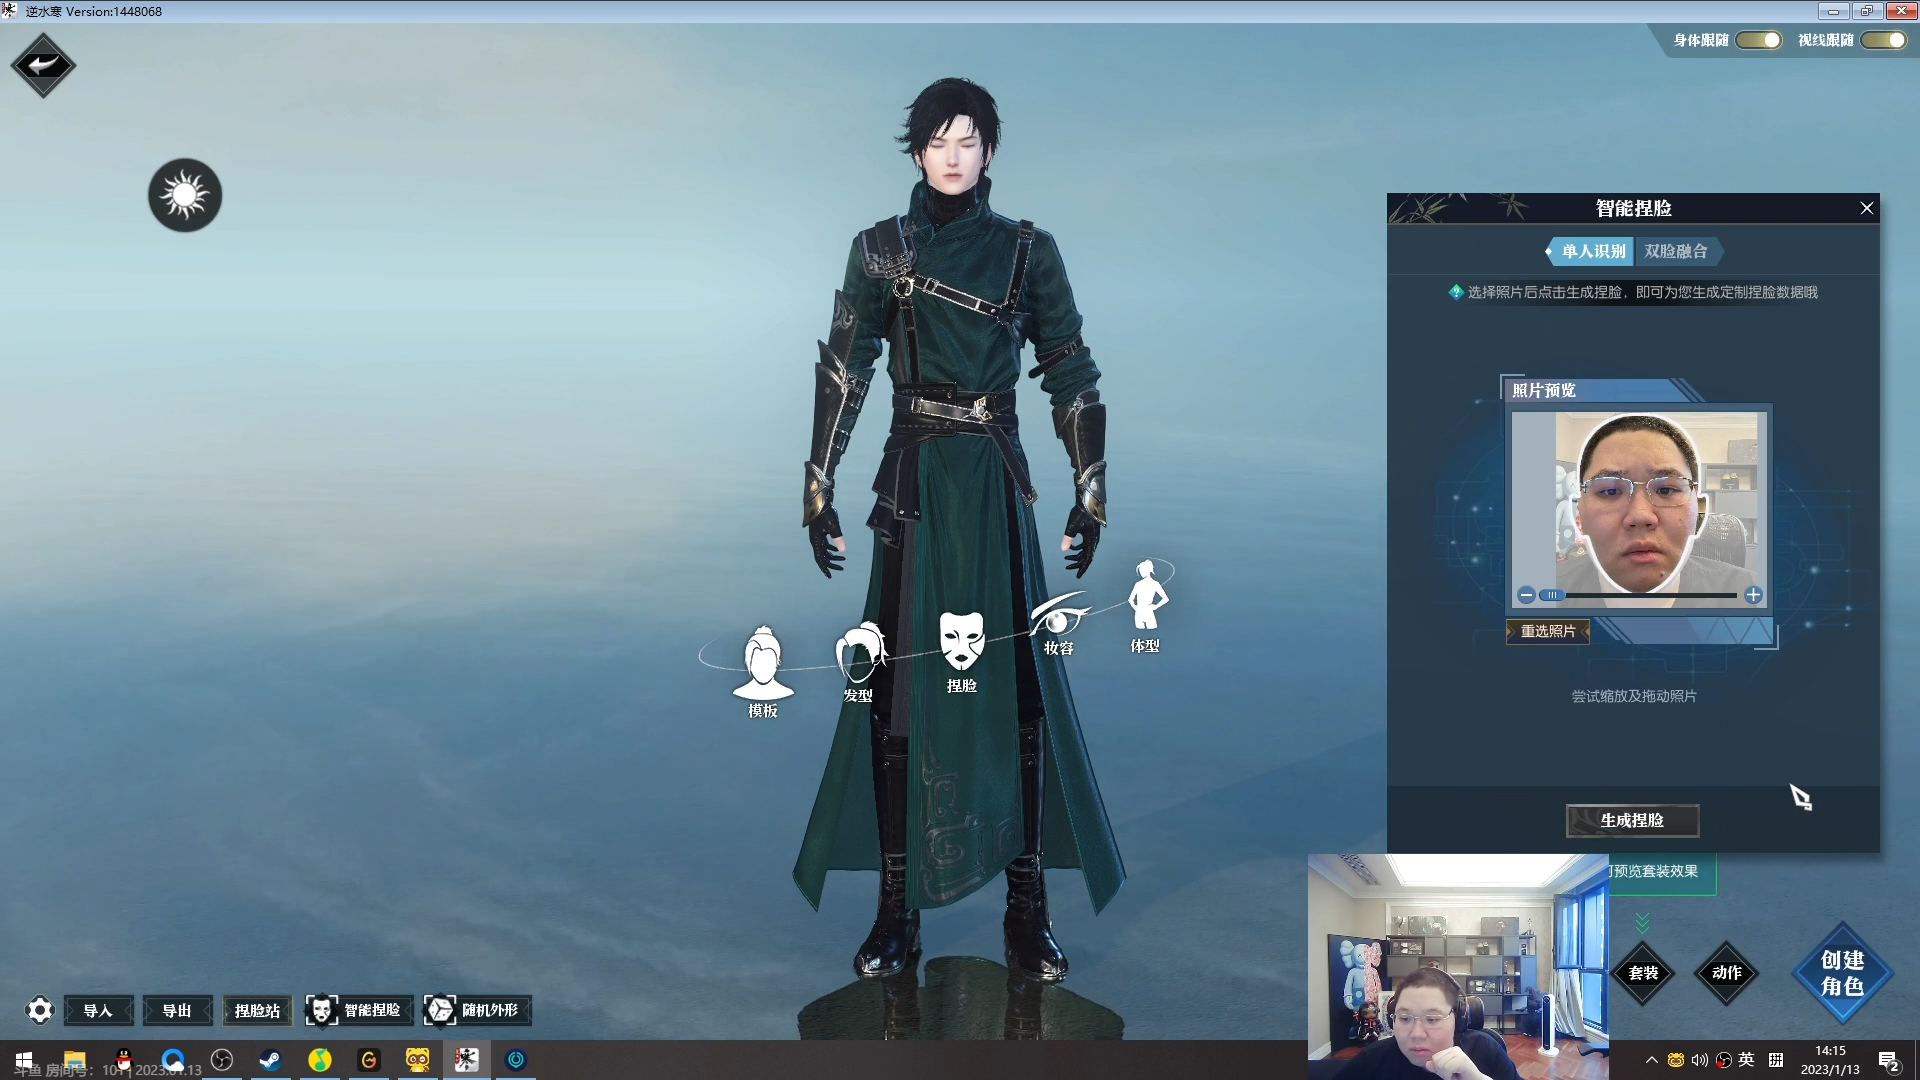 逆水寒 Version:1448068
身体跟随
视线跟随
智能捏脸
单人识别
双脸融合
选择照片后点击生成捏脸，即可为您生成定制捏脸数据哦
照片预览
重选照片
尝试缩放及拖动照片
生成捏脸
模板
发型
捏脸
妆容
体型
可预览套装效果
套装
动作
创建
角色
导入
导出
捏脸站
智能捏脸
随机外形
斗鱼 房间号：101 | 2023.01.13
英
拼
14:15
2023/1/13
2